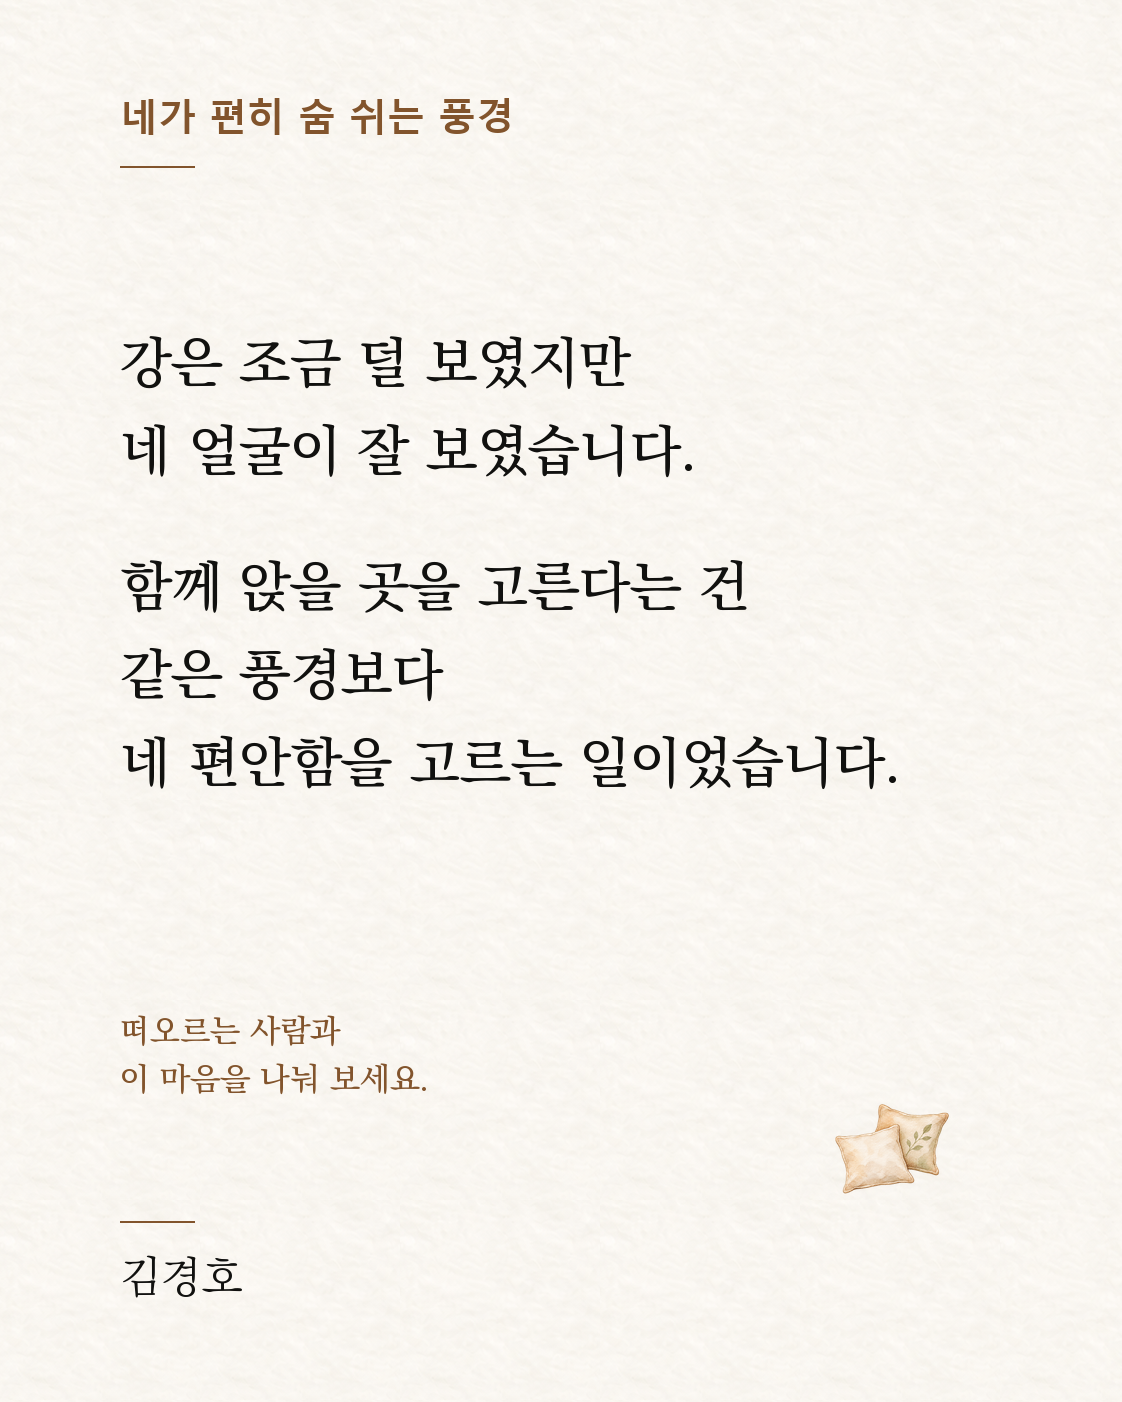 네가 편히 숨 쉬는 풍경
강은 조금 덜 보였지만
네 얼굴이 잘 보였습니다.
함께 앉을 곳을 고른다는 건
같은 풍경보다
네 편안함을 고르는 일이었습니다.
떠오르는 사람과
이 마음을 나눠 보세요.
김경호